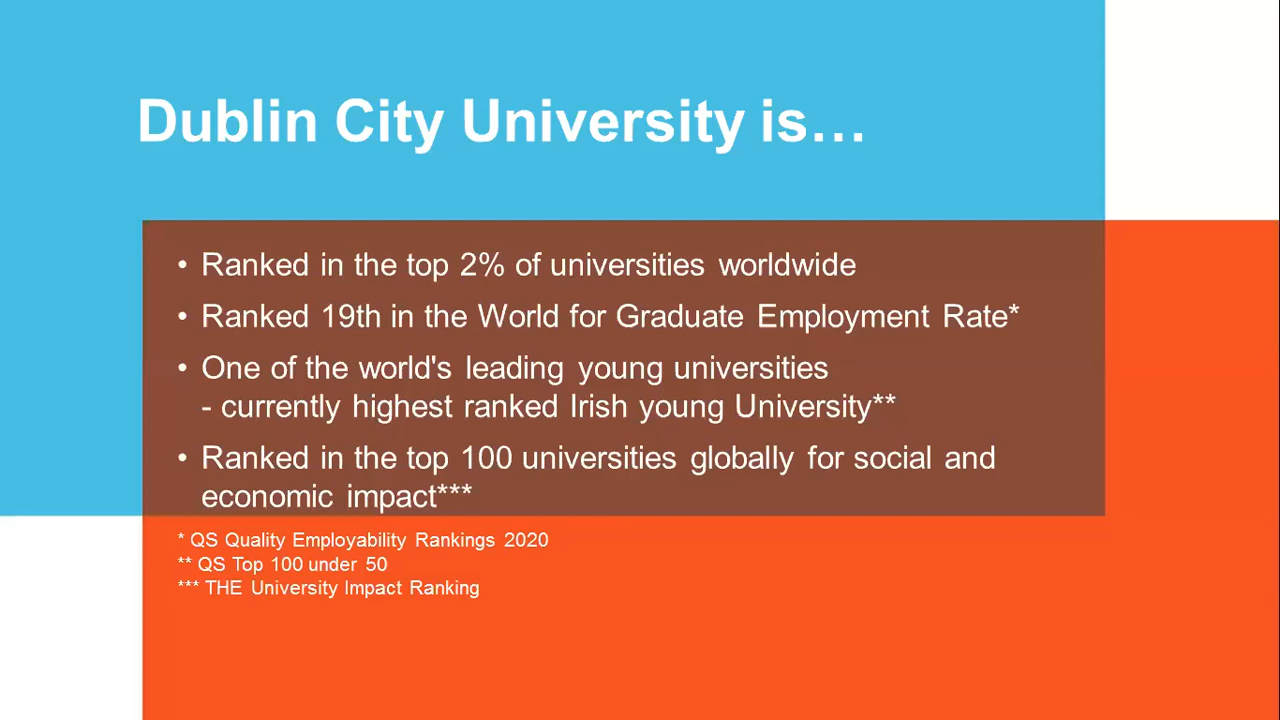 Dublin City University is…
• Ranked in the top 2% of universities worldwide
• Ranked 19th in the World for Graduate Employment Rate*
• One of the world's leading young universities
- currently highest ranked Irish young University**
• Ranked in the top 100 universities globally for social and
economic impact***
* QS Quality Employability Rankings 2020
** QS Top 100 under 50
*** THE University Impact Ranking